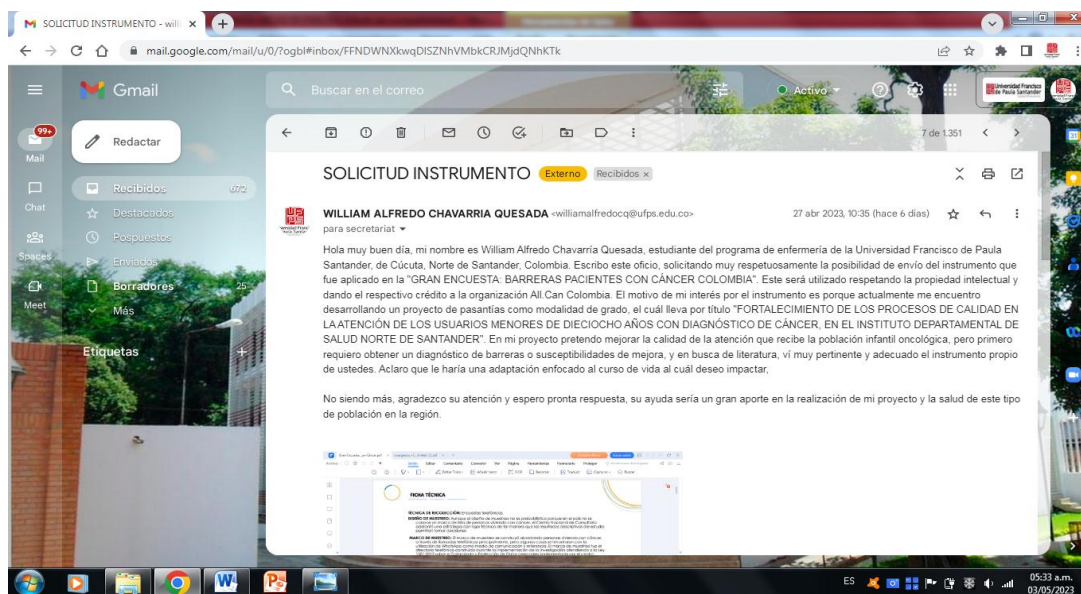 SOLICITUD INSTRUMENTO - will
mail.google.com/mail/u/0/?ogbl#inbox/FFNDWNXkwqDISZNhVMbkCRJMjdQNhKTk
Gmail
Buscar en el correo
Activo
Universidad Francisco
de Paula Santander
99+
Mail
Chat
Spaces
Meet
Redactar
Recibidos 672
Destacados
Pospuestos
Enviados
Borradores 25
Más
Etiquetas
7 de 1.351
SOLICITUD INSTRUMENTO Externo Recibidos x
WILLIAM ALFREDO CHAVARRIA QUESADA <williamalfredocq@ufps.edu.co>
27 abr 2023, 10:35 (hace 6 días)
para secretariat
Hola muy buen día, mi nombre es William Alfredo Chavarría Quesada, estudiante del programa de enfermería de la Universidad Francisco de Paula
Santander, de Cúcuta, Norte de Santander, Colombia. Escribo este oficio, solicitando muy respetuosamente la posibilidad de envío del instrumento que
fue aplicado en la "GRAN ENCUESTA: BARRERAS PACIENTES CON CÁNCER COLOMBIA". Este será utilizado respetando la propiedad intelectual y
dando el respectivo crédito a la organización All.Can Colombia. El motivo de mi interés por el instrumento es porque actualmente me encuentro
desarrollando un proyecto de pasantías como modalidad de grado, el cuál lleva por título "FORTALECIMIENTO DE LOS PROCESOS DE CALIDAD EN
LA ATENCIÓN DE LOS USUARIOS MENORES DE DIECIOCHO AÑOS CON DIAGNÓSTICO DE CÁNCER, EN EL INSTITUTO DEPARTAMENTAL DE
SALUD NORTE DE SANTANDER". En mi proyecto pretendo mejorar la calidad de la atención que recibe la población infantil oncológica, pero primero
requiero obtener un diagnóstico de barreras o susceptibilidades de mejora, y en busca de literatura, ví muy pertinente y adecuado el instrumento propio
de ustedes. Aclaro que le haría una adaptación enfocado al curso de vida al cuál deseo impactar,
No siendo más, agradezco su atención y espero pronta respuesta, su ayuda sería un gran aporte en la realización de mi proyecto y la salud de este tipo
de población en la región.
FICHA TÉCNICA
ES
05:33 a.m.
03/05/2023